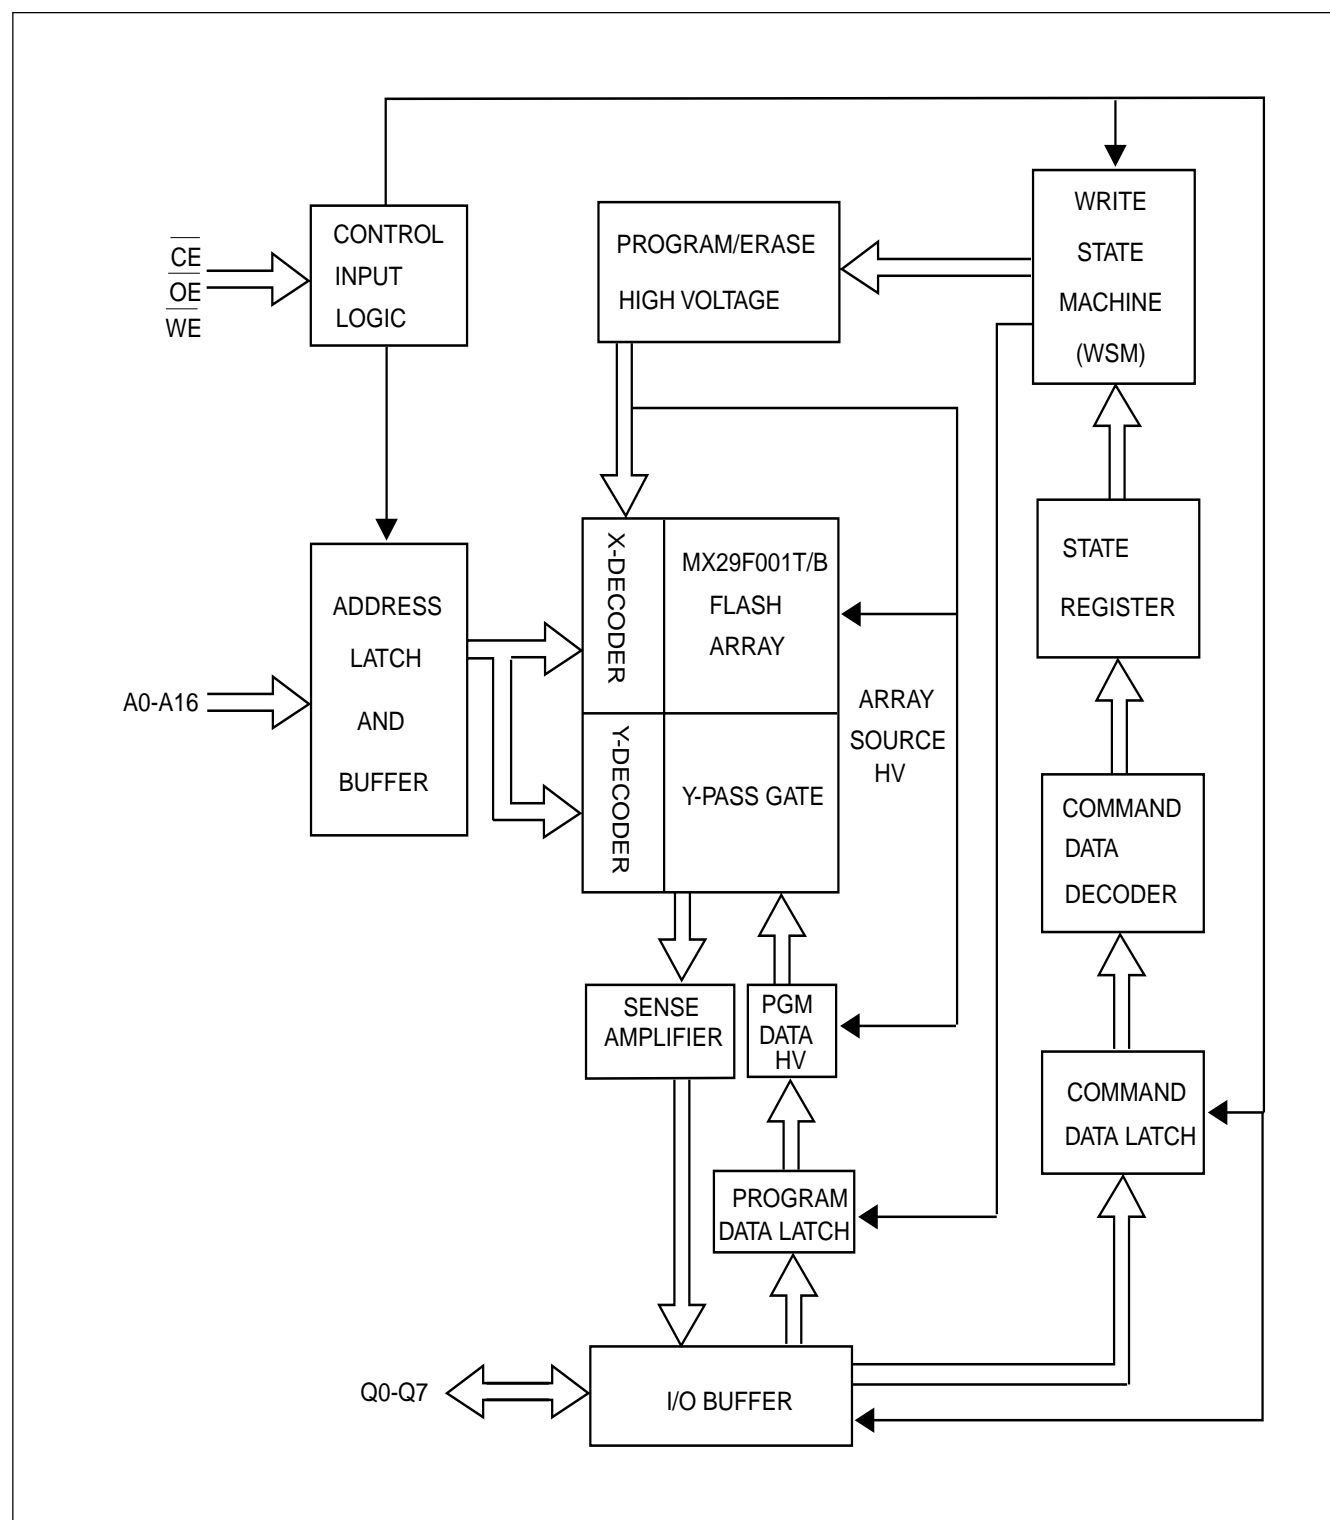 CE
OE
WE
CONTROL
INPUT
LOGIC
PROGRAM/ERASE
HIGH VOLTAGE
WRITE
STATE
MACHINE
(WSM)
STATE
REGISTER
A0-A16
ADDRESS
LATCH
AND
BUFFER
X-DECODER
MX29F001T/B
FLASH
ARRAY
ARRAY
SOURCE
HV
Y-DECODER
Y-PASS GATE
COMMAND
DATA
DECODER
SENSE
AMPLIFIER
PGM
DATA
HV
COMMAND
DATA LATCH
PROGRAM
DATA LATCH
Q0-Q7
I/O BUFFER